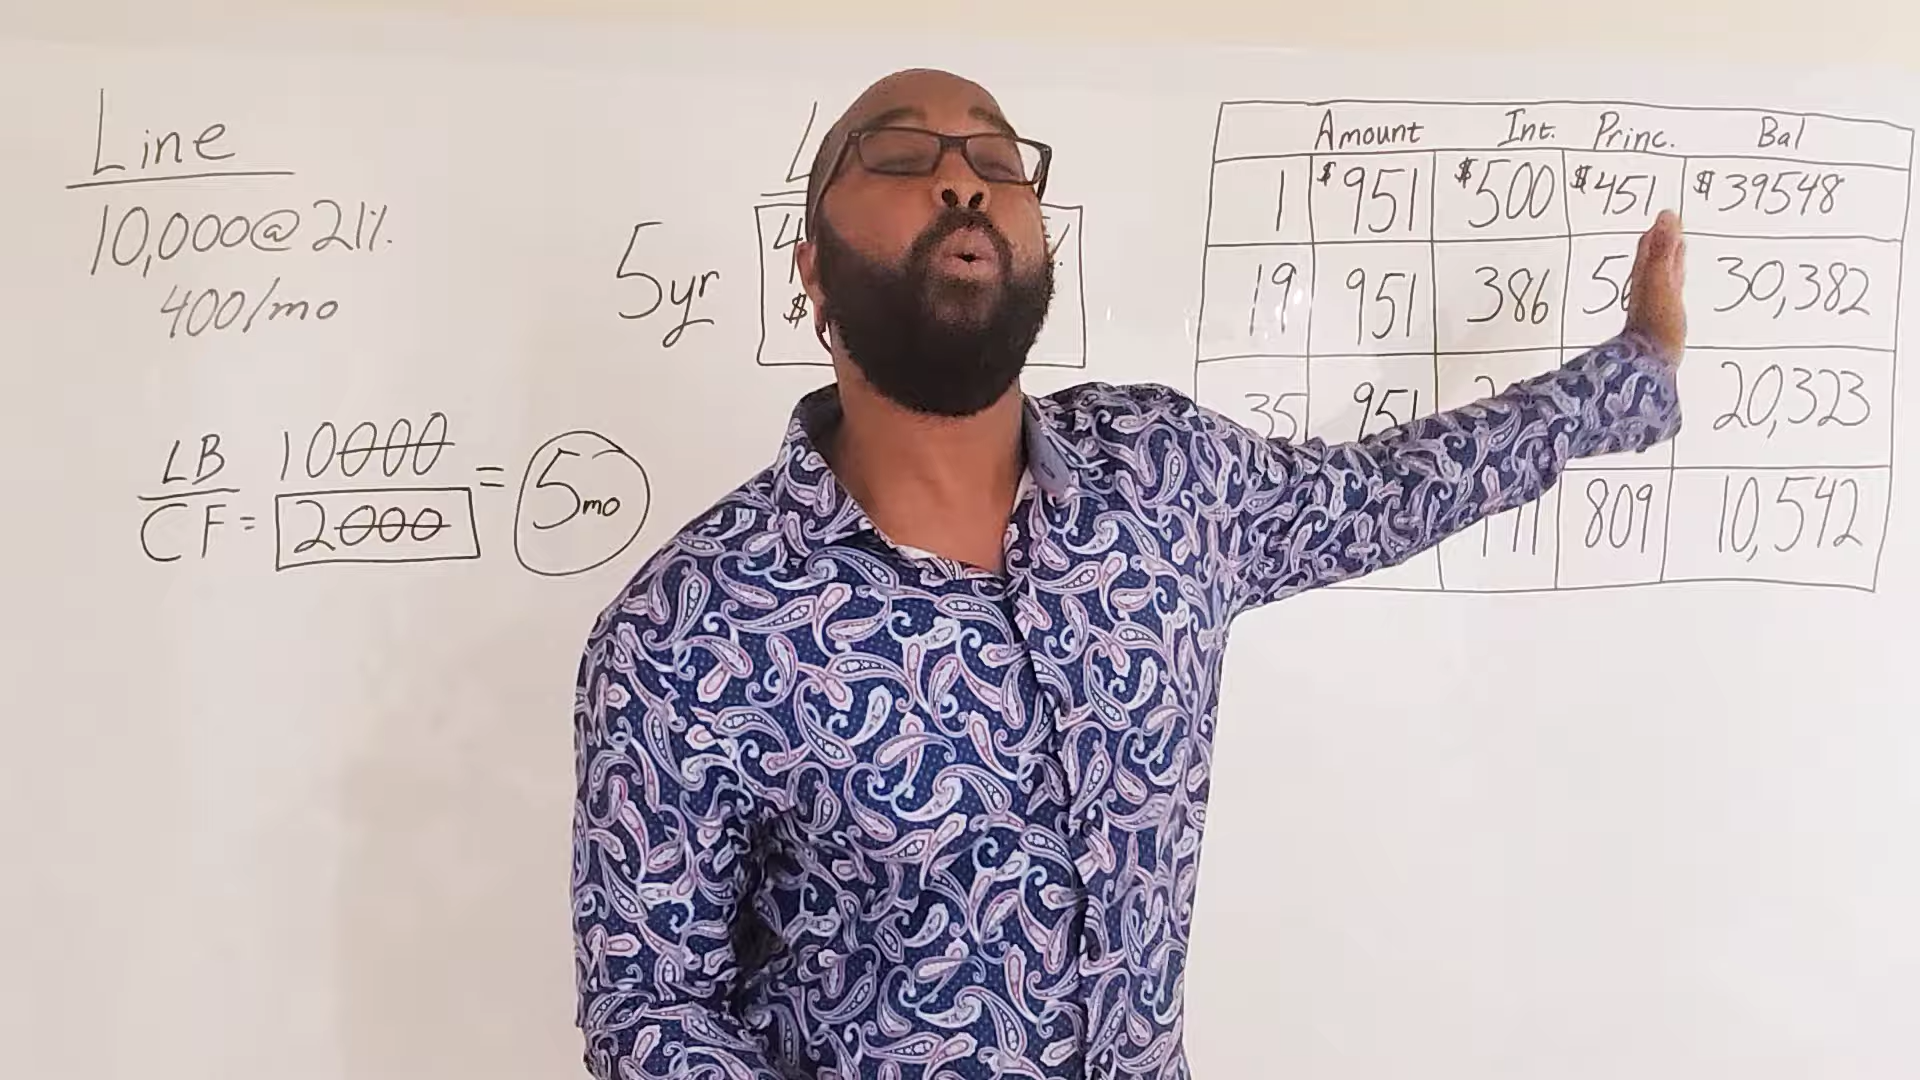 Line
10,000 @ 21%
400/mo
LB
CF =
10000
2000
= 5mo
5yr
L
4
$
Amount Int. Princ. Bal
1 $951 $500 $451 $39548
19 951 386 30,382
35 951 20,323
809 10,542